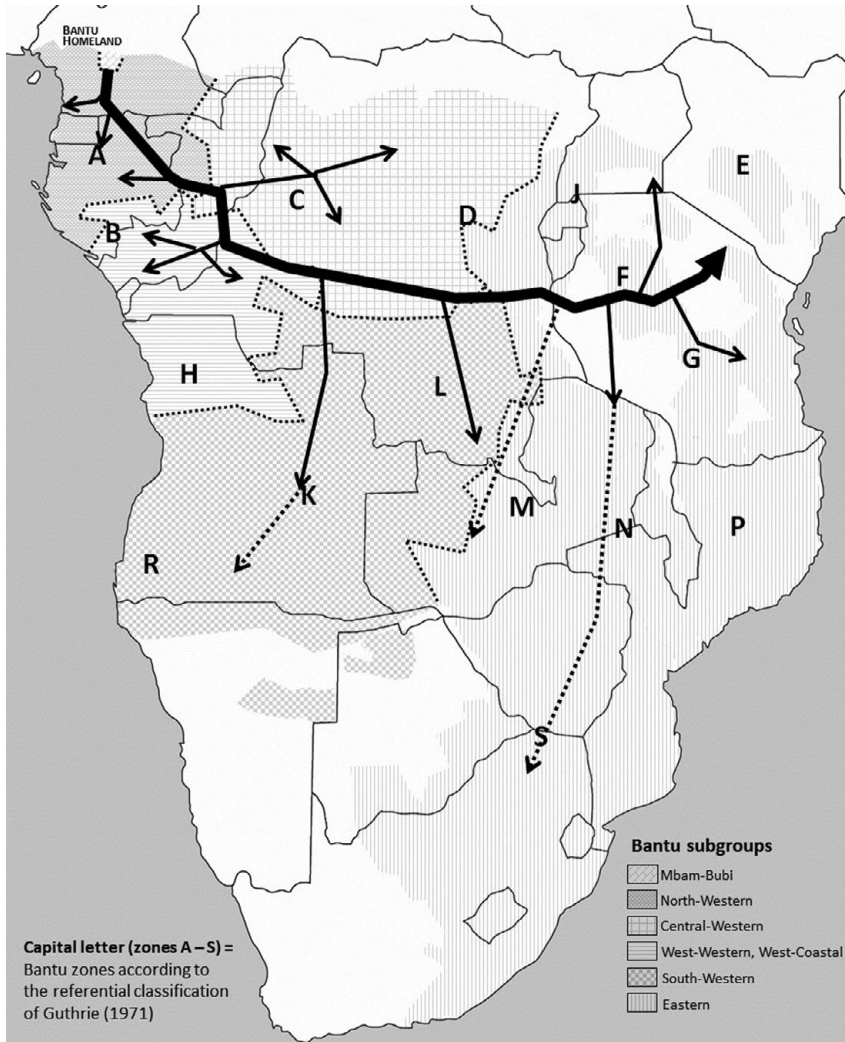 BANTU
HOMELAND
A
B
C
D
J
E
F
G
H
L
K
M
N
P
R
S
Bantu subgroups
Mbam-Bubi
North-Western
Central-Western
West-Western, West-Coastal
South-Western
Eastern
Capital letter (zones A – S) =
Bantu zones according to
the referential classification
of Guthrie (1971)